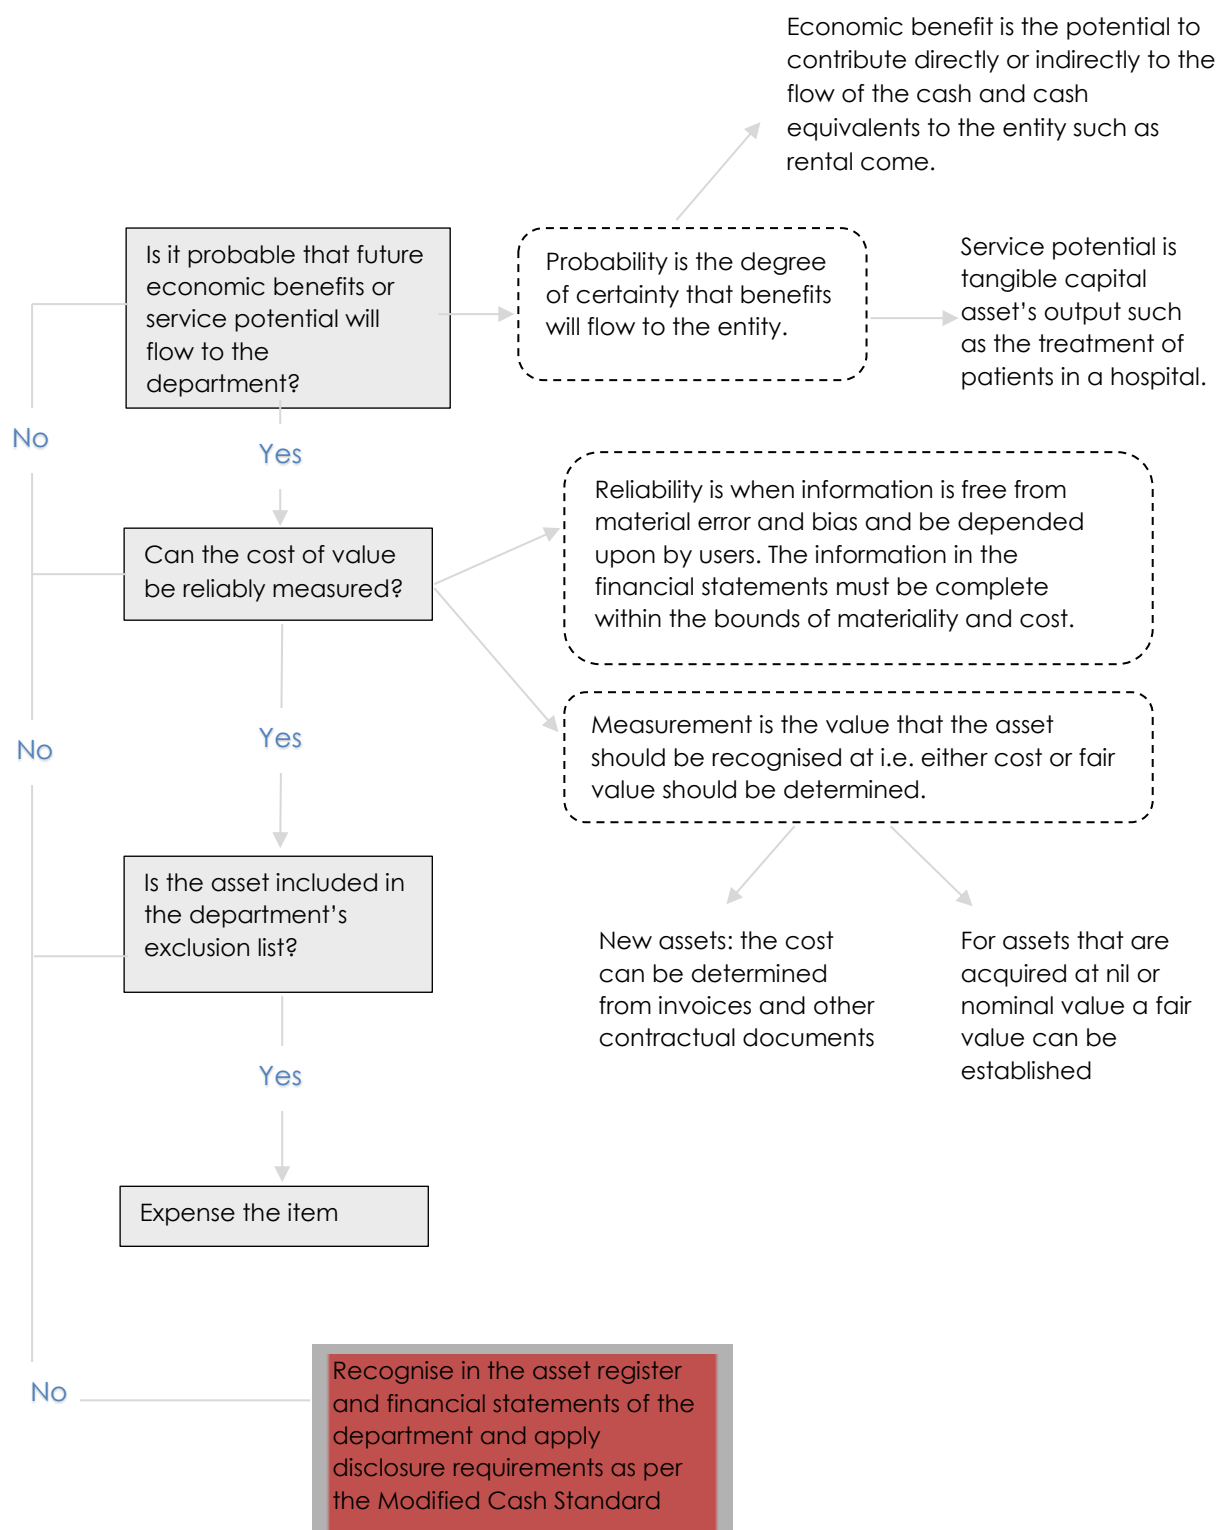 Economic benefit is the potential to
contribute directly or indirectly to the
flow of the cash and cash
equivalents to the entity such as
rental come.
Is it probable that future
economic benefits or
service potential will
flow to the
department?
Probability is the degree
of certainty that benefits
will flow to the entity.
Service potential is
tangible capital
asset’s output such
as the treatment of
patients in a hospital.
No
Yes
Can the cost of value
be reliably measured?
Reliability is when information is free from
material error and bias and be depended
upon by users. The information in the
financial statements must be complete
within the bounds of materiality and cost.
No
Yes
Measurement is the value that the asset
should be recognised at i.e. either cost or fair
value should be determined.
Is the asset included in
the department’s
exclusion list?
New assets: the cost
can be determined
from invoices and other
contractual documents
For assets that are
acquired at nil or
nominal value a fair
value can be
established
Yes
Expense the item
No
Recognise in the asset register
and financial statements of the
department and apply
disclosure requirements as per
the Modified Cash Standard